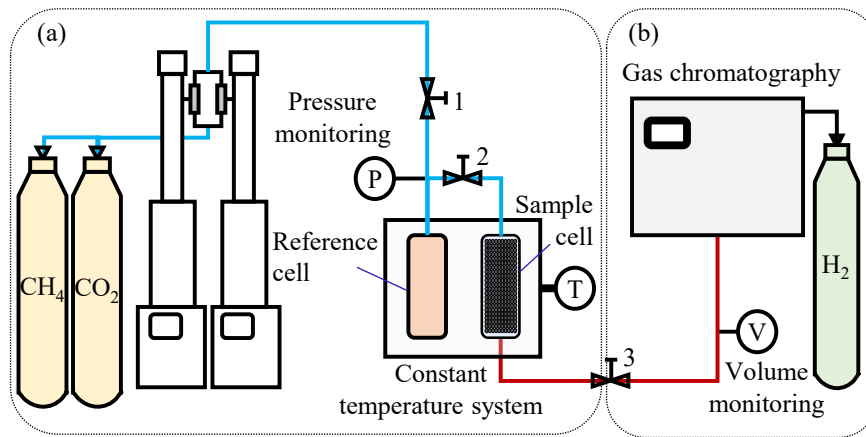 (a)
(b)
Gas chromatography
1
Pressure
monitoring
2
P
Sample
cell
Reference
cell
CH₄
CO₂
H₂
T
V
3
Constant
temperature system
Volume
monitoring